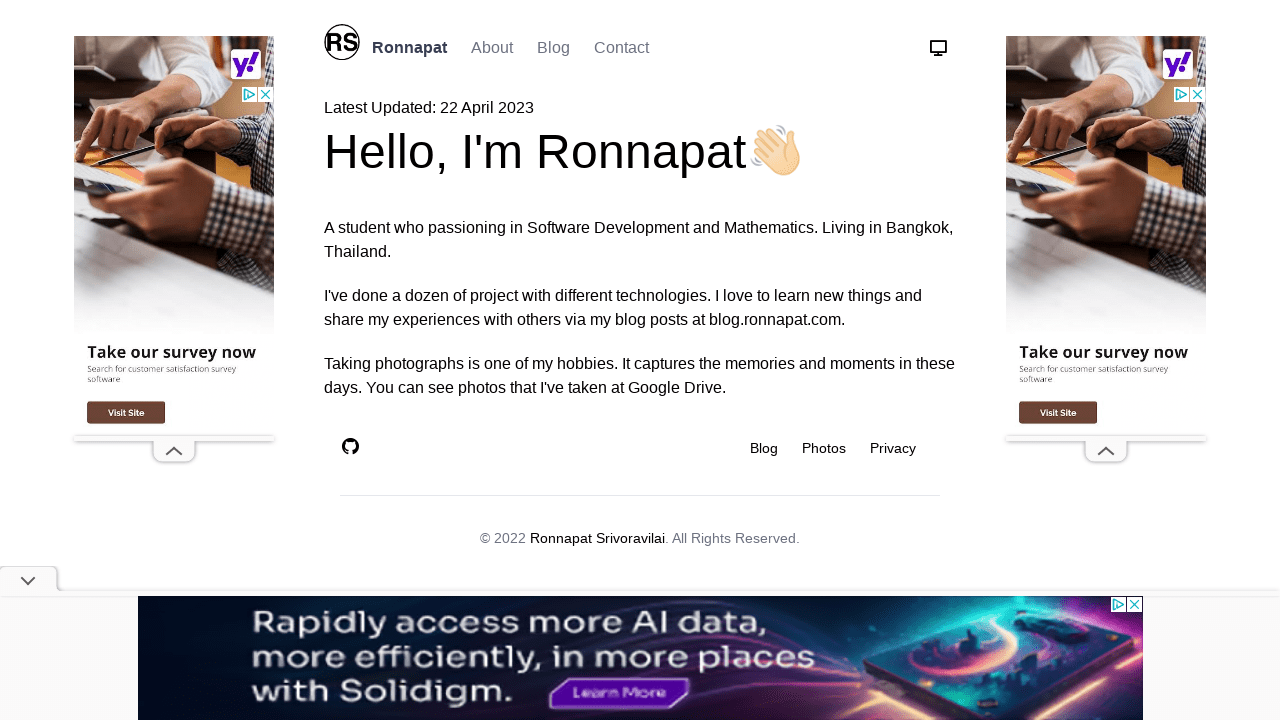 RS
Ronnapat
About
Blog
Contact
Latest Updated: 22 April 2023
Hello, I'm Ronnapat
A student who passioning in Software Development and Mathematics. Living in Bangkok,
Thailand.
I've done a dozen of project with different technologies. I love to learn new things and
share my experiences with others via my blog posts at blog.ronnapat.com.
Taking photographs is one of my hobbies. It captures the memories and moments in these
days. You can see photos that I've taken at Google Drive.
Blog
Photos
Privacy
© 2022 Ronnapat Srivoravilai. All Rights Reserved.
y!
Take our survey now
Search for customer satisfaction survey
software
Visit Site
y!
Take our survey now
Search for customer satisfaction survey
software
Visit Site
Rapidly access more AI data,
more efficiently, in more places
with Solidigm.
Learn More